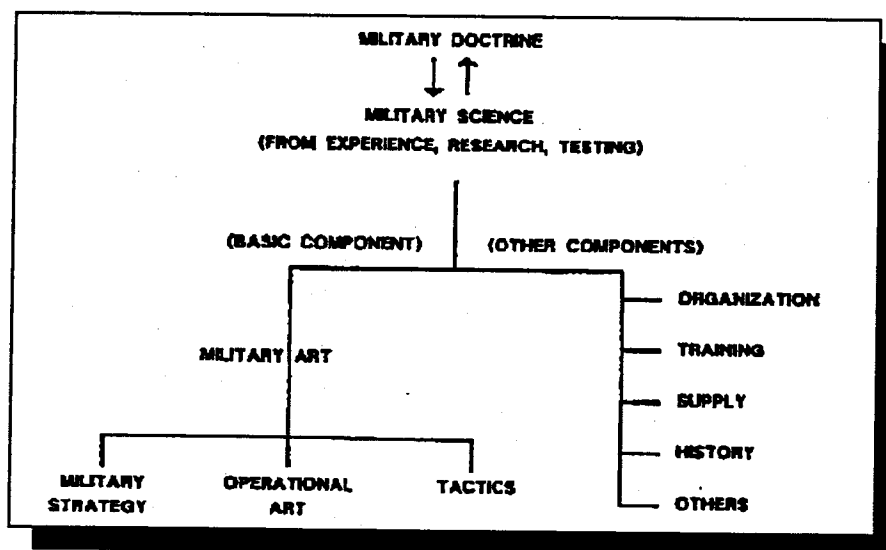 MILITARY DOCTRINE
MILITARY SCIENCE
(FROM EXPERIENCE, RESEARCH, TESTING)
(BASIC COMPONENT) (OTHER COMPONENTS)
ORGANIZATION
MILITARY ART
TRAINING
SUPPLY
HISTORY
MILITARY STRATEGY
OPERATIONAL ART
TACTICS
OTHERS